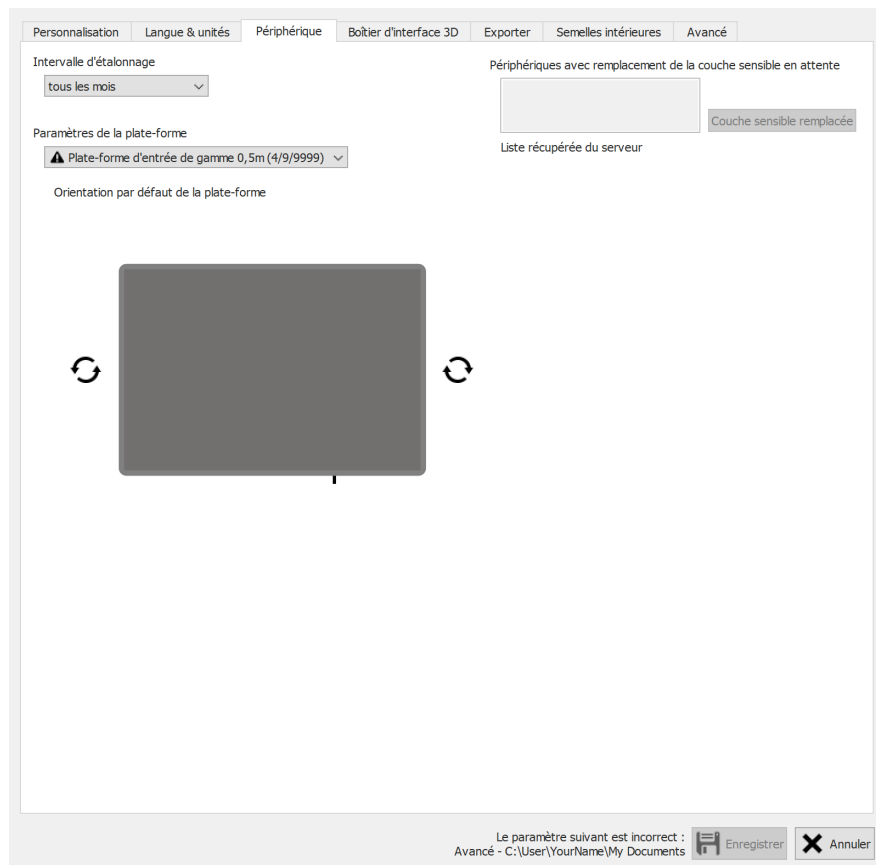 Personnalisation
Langue & unités
Périphérique
Boîtier d'interface 3D
Exporter
Semelles intérieures
Avancé
Intervalle d'étalonnage
tous les mois
Périphériques avec remplacement de la couche sensible en attente
Couche sensible remplacée
Liste récupérée du serveur
Paramètres de la plate-forme
Plate-forme d'entrée de gamme 0,5m (4/9/9999)
Orientation par défaut de la plate-forme
Le paramètre suivant est incorrect :
Avancé - C:\User\YourName\My Documents
Enregistrer
Annuler